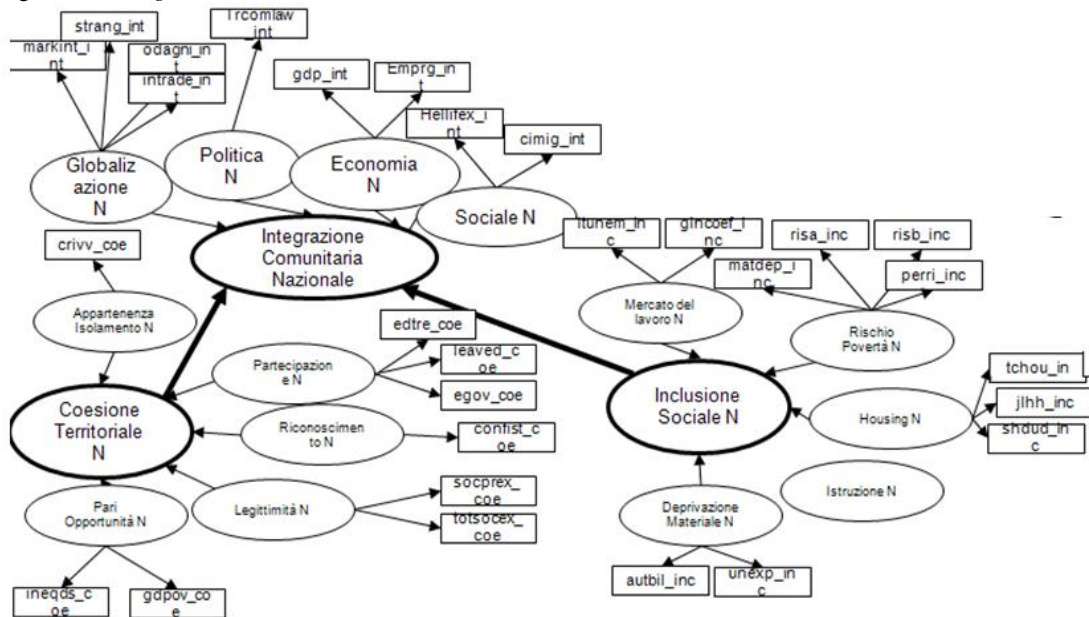 strang_int
Trcomlaw
_int
markint_i
nt
odagni_in
t
intrade_in
t
gdp_int
Emprg_in
t
Hellifex_i
nt
cimig_int
Globaliz
azione
N
Politica
N
Economia
N
Sociale N
crivv_coe
Integrazione
Comunitaria
Nazionale
ltunem_in
c
gincoef_i
nc
risa_inc
risb_inc
matdep_i
nc
perri_inc
Appartenenza
Isolamento N
Mercato del
lavoro N
Rischio
Povertà N
edtre_coe
Partecipazion
e N
leaved_c
oe
egov_coe
tchou_in
jlhh_inc
shdud_in
c
Coesione
Territoriale
N
Riconoscimen
to N
confist_c
oe
Inclusione
Sociale N
Housing N
Istruzione N
Pari
Opportunità N
Legittimità N
socprex_
coe
totsocex_
coe
Deprivazione
Materiale N
ineqds_c
oe
gdpov_co
e
autbil_inc
unexp_in
c